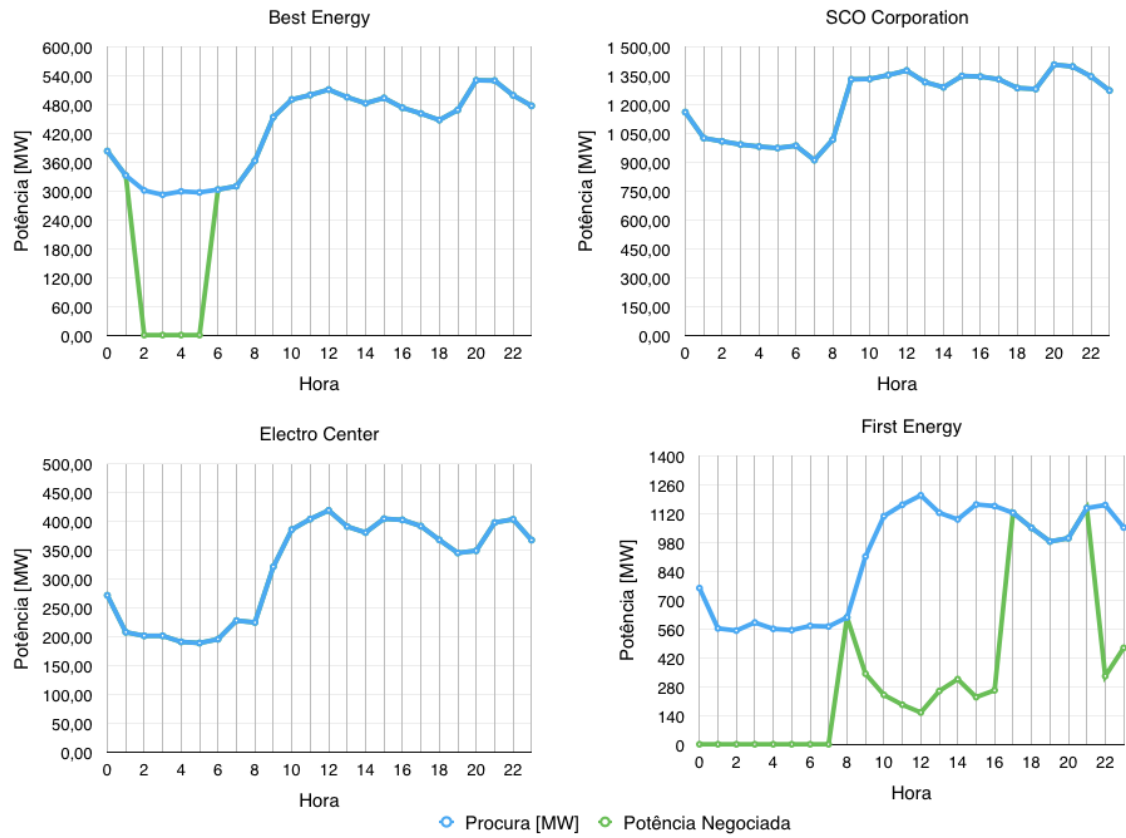 Best Energy
600,00
540,00
480,00
420,00
360,00
300,00
240,00
180,00
120,00
60,00
0,00
Potência [MW]
0 2 4 6 8 10 12 14 16 18 20 22
Hora
SCO Corporation
1 500,00
1 350,00
1 200,00
1 050,00
900,00
750,00
600,00
450,00
300,00
150,00
0,00
Potência [MW]
0 2 4 6 8 10 12 14 16 18 20 22
Hora
Electro Center
500,00
450,00
400,00
350,00
300,00
250,00
200,00
150,00
100,00
50,00
0,00
Potência [MW]
0 2 4 6 8 10 12 14 16 18 20 22
Hora
First Energy
1400
1260
1120
980
840
700
560
420
280
140
0
Potência [MW]
0 2 4 6 8 10 12 14 16 18 20 22
Hora
Procura [MW] Potência Negociada